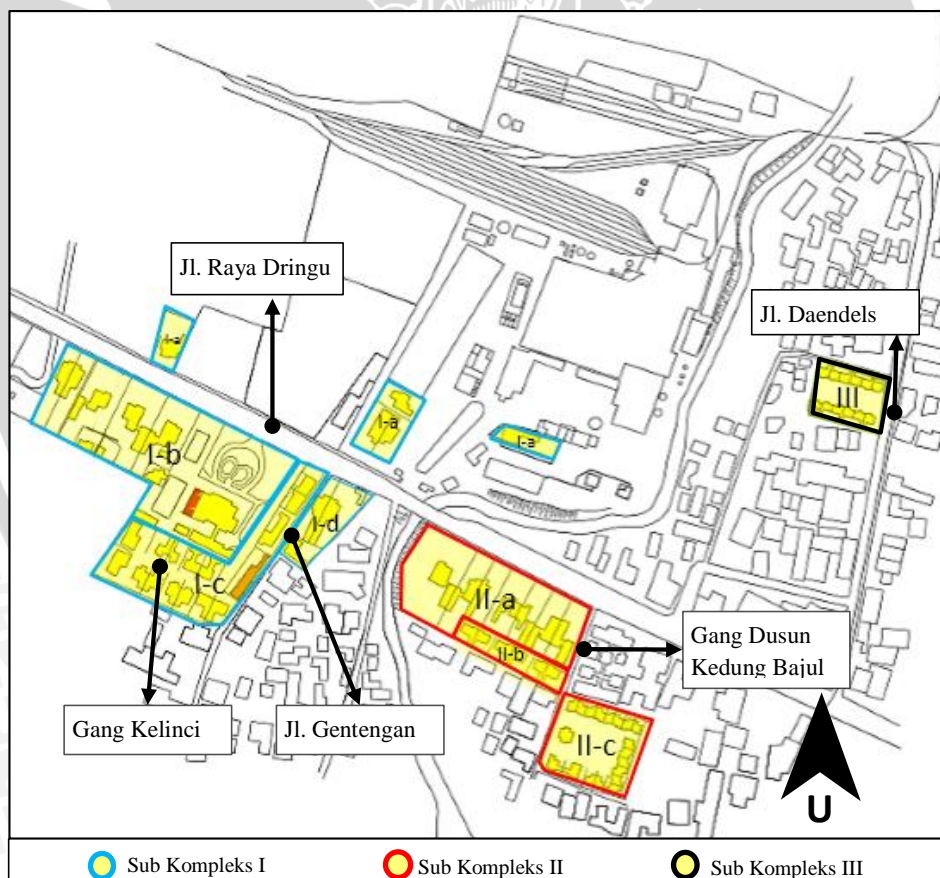 Jl. Raya Dringu
Jl. Daendels
I-a
III
I-a
I-a
I-b
I-d
I-c
II-a
II-b
Gang Dusun
Kedung Bajul
Gang Kelinci
Jl. Gentengan
II-c
U
Sub Kompleks I
Sub Kompleks II
Sub Kompleks III